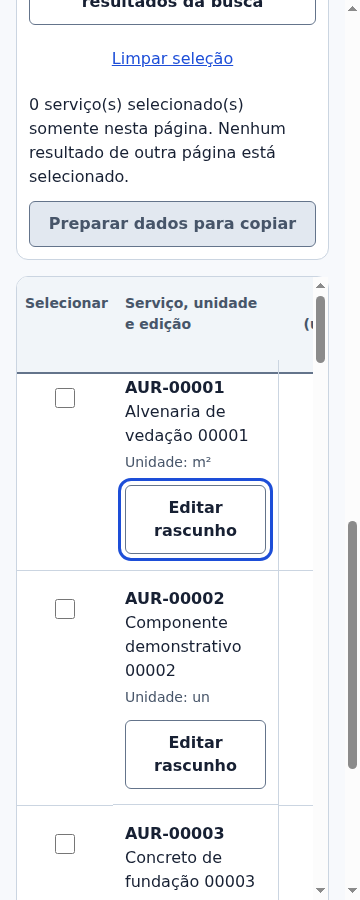 resultados da busca
Limpar seleção
0 serviço(s) selecionado(s)
somente nesta página. Nenhum
resultado de outra página está
selecionado.
Preparar dados para copiar
Selecionar
Serviço, unidade
e edição
AUR-00001
Alvenaria de
vedação 00001
Unidade: m²
Editar
rascunho
AUR-00002
Componente
demonstrativo
00002
Unidade: un
Editar
rascunho
AUR-00003
Concreto de
fundação 00003